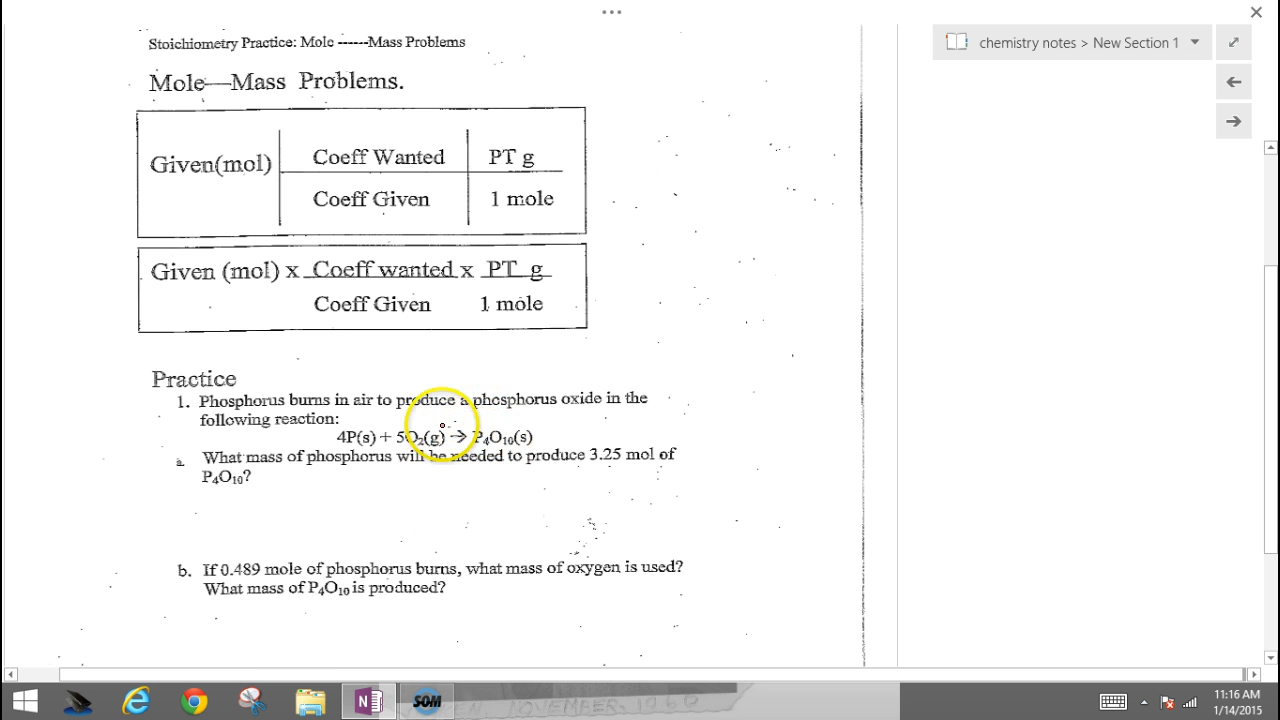 Stoichiometry Practice: Mole ------Mass Problems
chemistry notes > New Section 1
Mole—Mass Problems.
Given(mol)
Coeff Wanted
PT g
Coeff Given
1 mole
Given (mol) x Coeff wanted x PT g
Coeff Given 1 mole
Practice
1. Phosphorus burns in air to produce a phosphorus oxide in the
following reaction:
4P(s) + 5O₂(g) → P₄O₁₀(s)
a. What mass of phosphorus will be needed to produce 3.25 mol of
P₄O₁₀?
b. If 0.489 mole of phosphorus burns, what mass of oxygen is used?
What mass of P₄O₁₀ is produced?
SOM
NOVEMBER, 1960
11:16 AM
1/14/2015